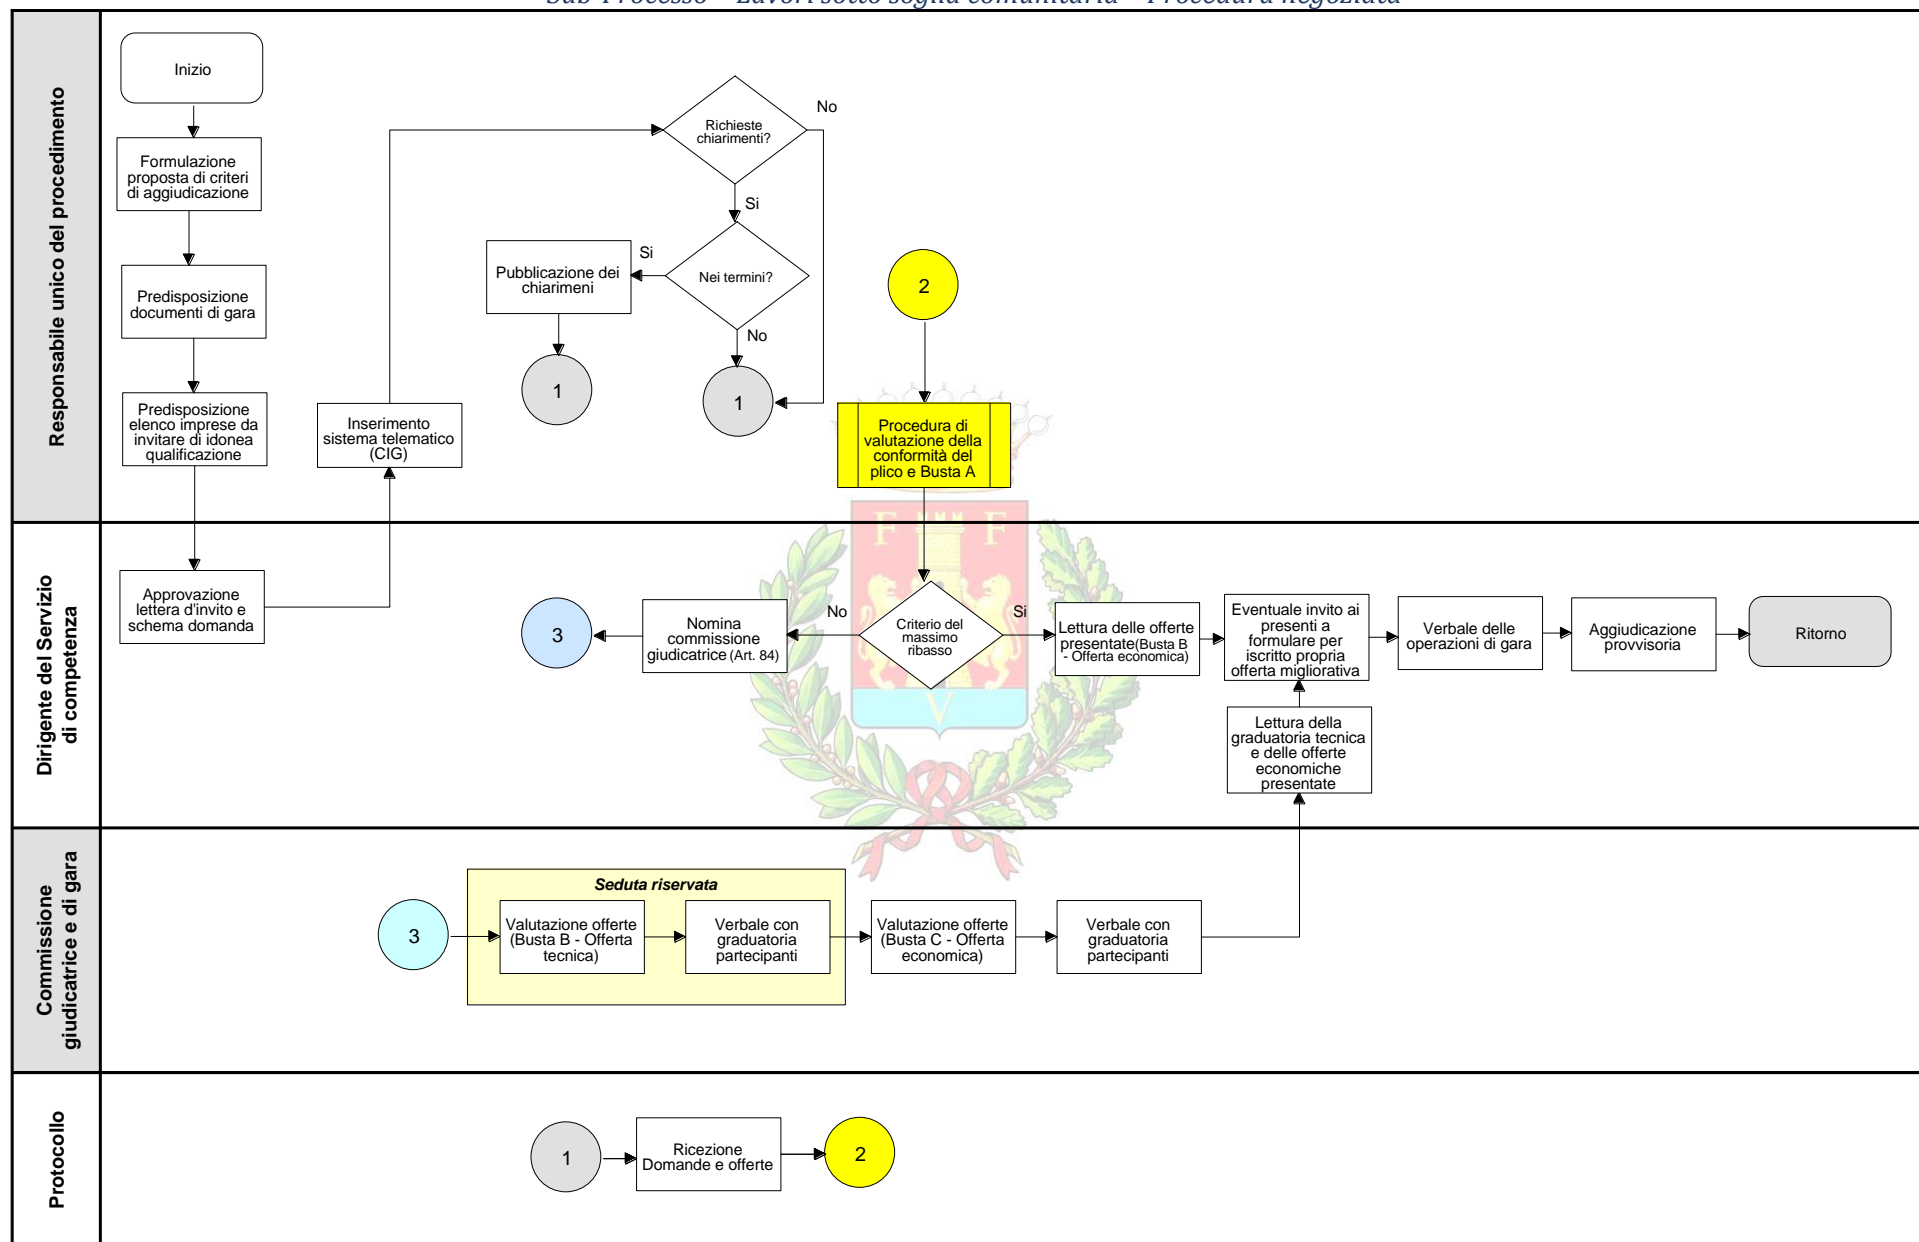 Sub-Processo – Lavori sotto soglia comunitaria – Procedura negoziata
Responsabile unico del procedimento
Inizio
Formulazione
proposta di criteri
di aggiudicazione
Predisposizione
documenti di gara
Predisposizione
elenco imprese da
invitare di idonea
qualificazione
Inserimento
sistema telematico
(CIG)
Richieste
chiarimenti?
No
Si
Nei termini?
Si
No
Pubblicazione dei
chiarimeni
1
1
2
Procedura di
valutazione della
conformità del
plico e Busta A
Dirigente del Servizio
di competenza
Approvazione
lettera d'invito e
schema domanda
3
Nomina
commissione
giudicatrice (Art. 84)
No
Criterio del
massimo
ribasso
Si
Lettura delle offerte
presentate(Busta B
- Offerta economica)
Eventuale invito ai
presenti a
formulare per
iscritto propria
offerta migliorativa
Verbale delle
operazioni di gara
Aggiudicazione
provvisoria
Ritorno
Lettura della
graduatoria tecnica
e delle offerte
economiche
presentate
F F
V
Commissione
giudicatrice e di gara
3
Seduta riservata
Valutazione offerte
(Busta B - Offerta
tecnica)
Verbale con
graduatoria
partecipanti
Valutazione offerte
(Busta C - Offerta
economica)
Verbale con
graduatoria
partecipanti
Protocollo
1
Ricezione
Domande e offerte
2